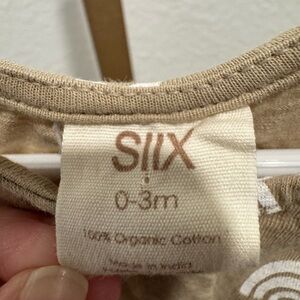 SIIX
0-3m
100% Organic Cotton
Made in India